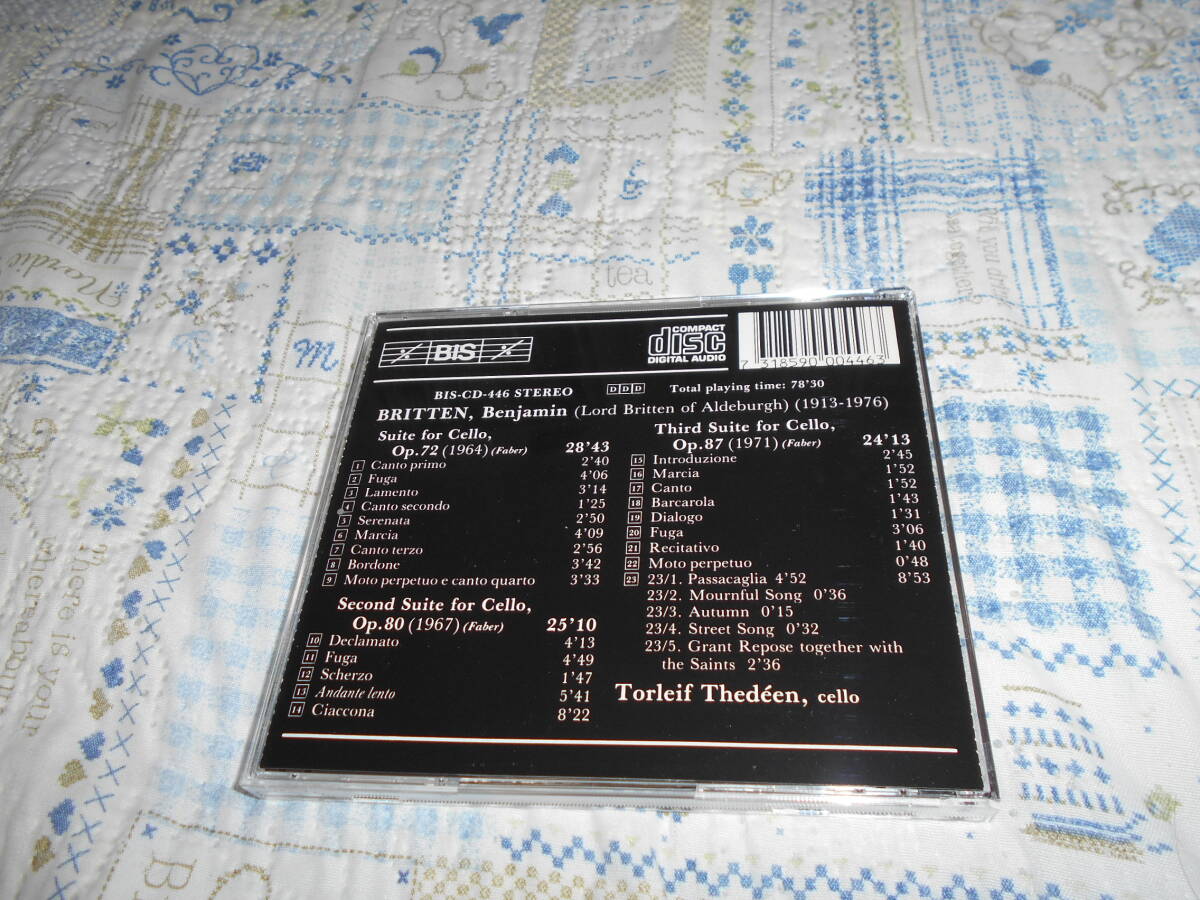 BIS
COMPACT
disc
DIGITAL AUDIO
7 318590 004463
BIS-CD-446 STEREO
D D D
Total playing time: 78'30
BRITTEN, Benjamin (Lord Britten of Aldeburgh) (1913-1976)
Suite for Cello,
Op.72 (1964) (Faber) 28'43
1 Canto primo 2'40
2 Fuga 4'06
3 Lamento 3'14
4 Canto secondo 1'25
5 Serenata 2'50
6 Marcia 4'09
7 Canto terzo 2'56
8 Bordone 3'42
9 Moto perpetuo e canto quarto 3'33
Second Suite for Cello,
Op.80 (1967) (Faber) 25'10
10 Declamato 4'13
11 Fuga 4'49
12 Scherzo 1'47
13 Andante lento 5'41
14 Ciaccona 8'22
Third Suite for Cello,
Op.87 (1971) (Faber) 24'13
15 Introduzione 2'45
16 Marcia 1'52
17 Canto 1'52
18 Barcarola 1'43
19 Dialogo 1'31
20 Fuga 3'06
21 Recitativo 1'40
22 Moto perpetuo 0'48
23 23/1. Passacaglia 4'52 8'53
23/2. Mournful Song 0'36
23/3. Autumn 0'15
23/4. Street Song 0'32
23/5. Grant Repose together with
the Saints 2'36
Torleif Thedéen, cello
tea
Nordic
M
There is your